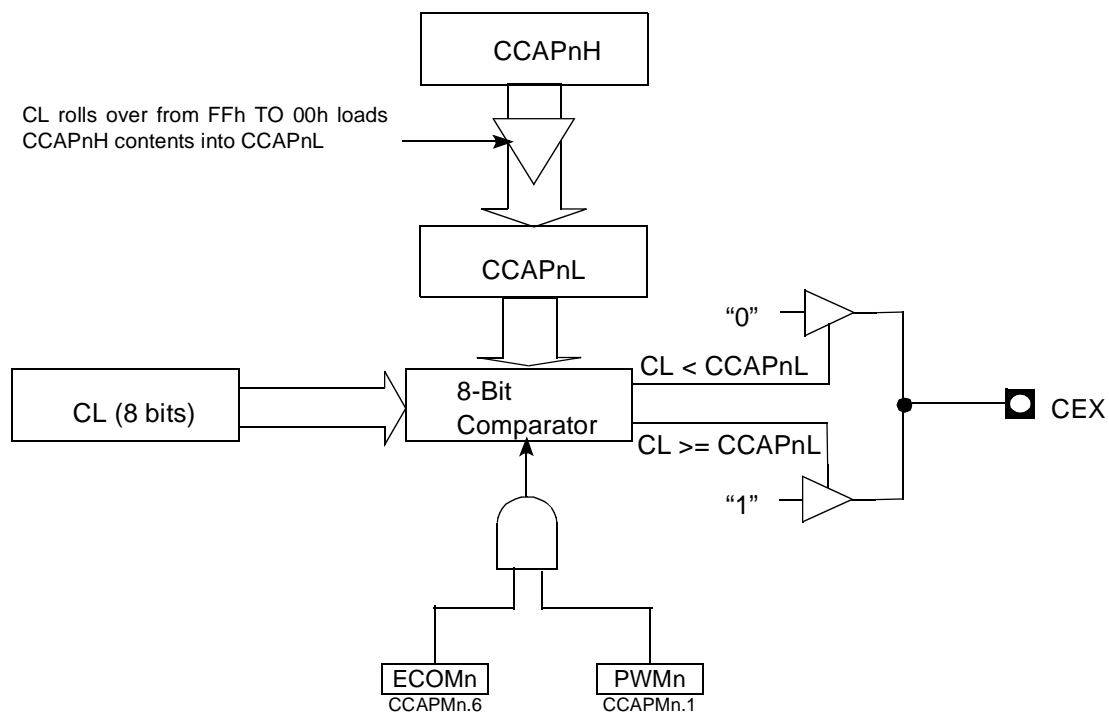 CCAPnH
CL rolls over from FFh TO 00h loads
CCAPnH contents into CCAPnL
CCAPnL
“0”
CL < CCAPnL
CL (8 bits)
8-Bit
Comparator
CEX
CL >= CCAPnL
“1”
ECOMn
CCAPMn.6
PWMn
CCAPMn.1